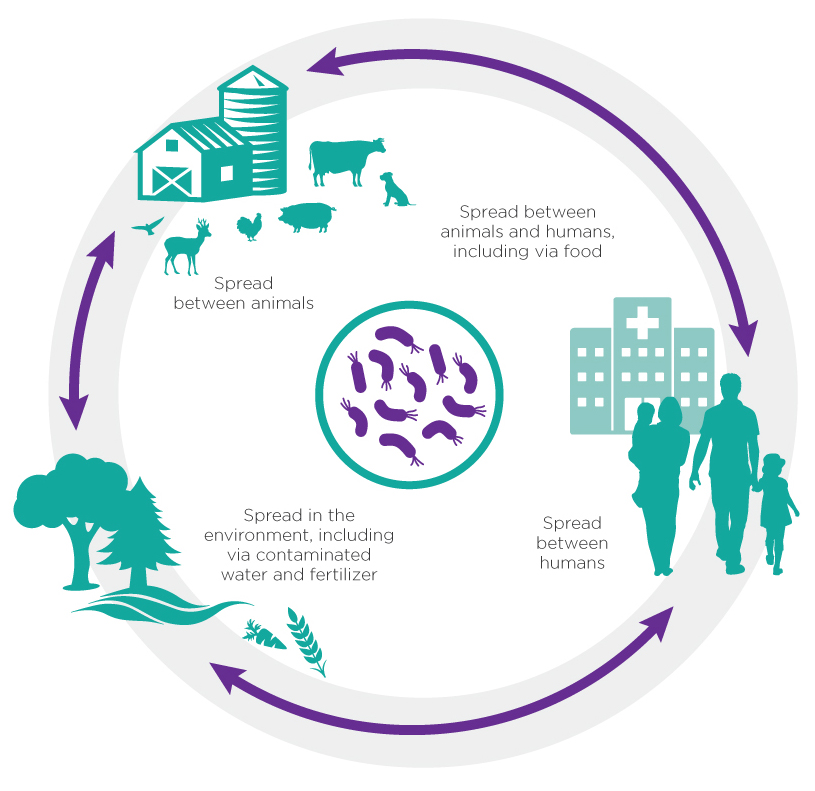 Spread between
animals and humans,
including via food
Spread
between animals
Spread in the
environment, including
via contaminated
water and fertilizer
Spread
between
humans